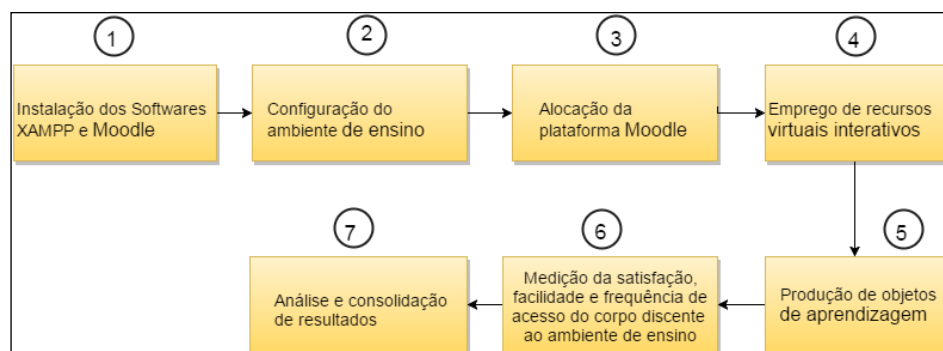 1
Instalação dos Softwares
XAMPP e Moodle
2
Configuração do
ambiente de ensino
3
Alocação da
plataforma Moodle
4
Emprego de recursos
virtuais interativos
5
Produção de objetos
de aprendizagem
6
Medição da satisfação,
facilidade e frequência de
acesso do corpo discente
ao ambiente de ensino
7
Análise e consolidação
de resultados